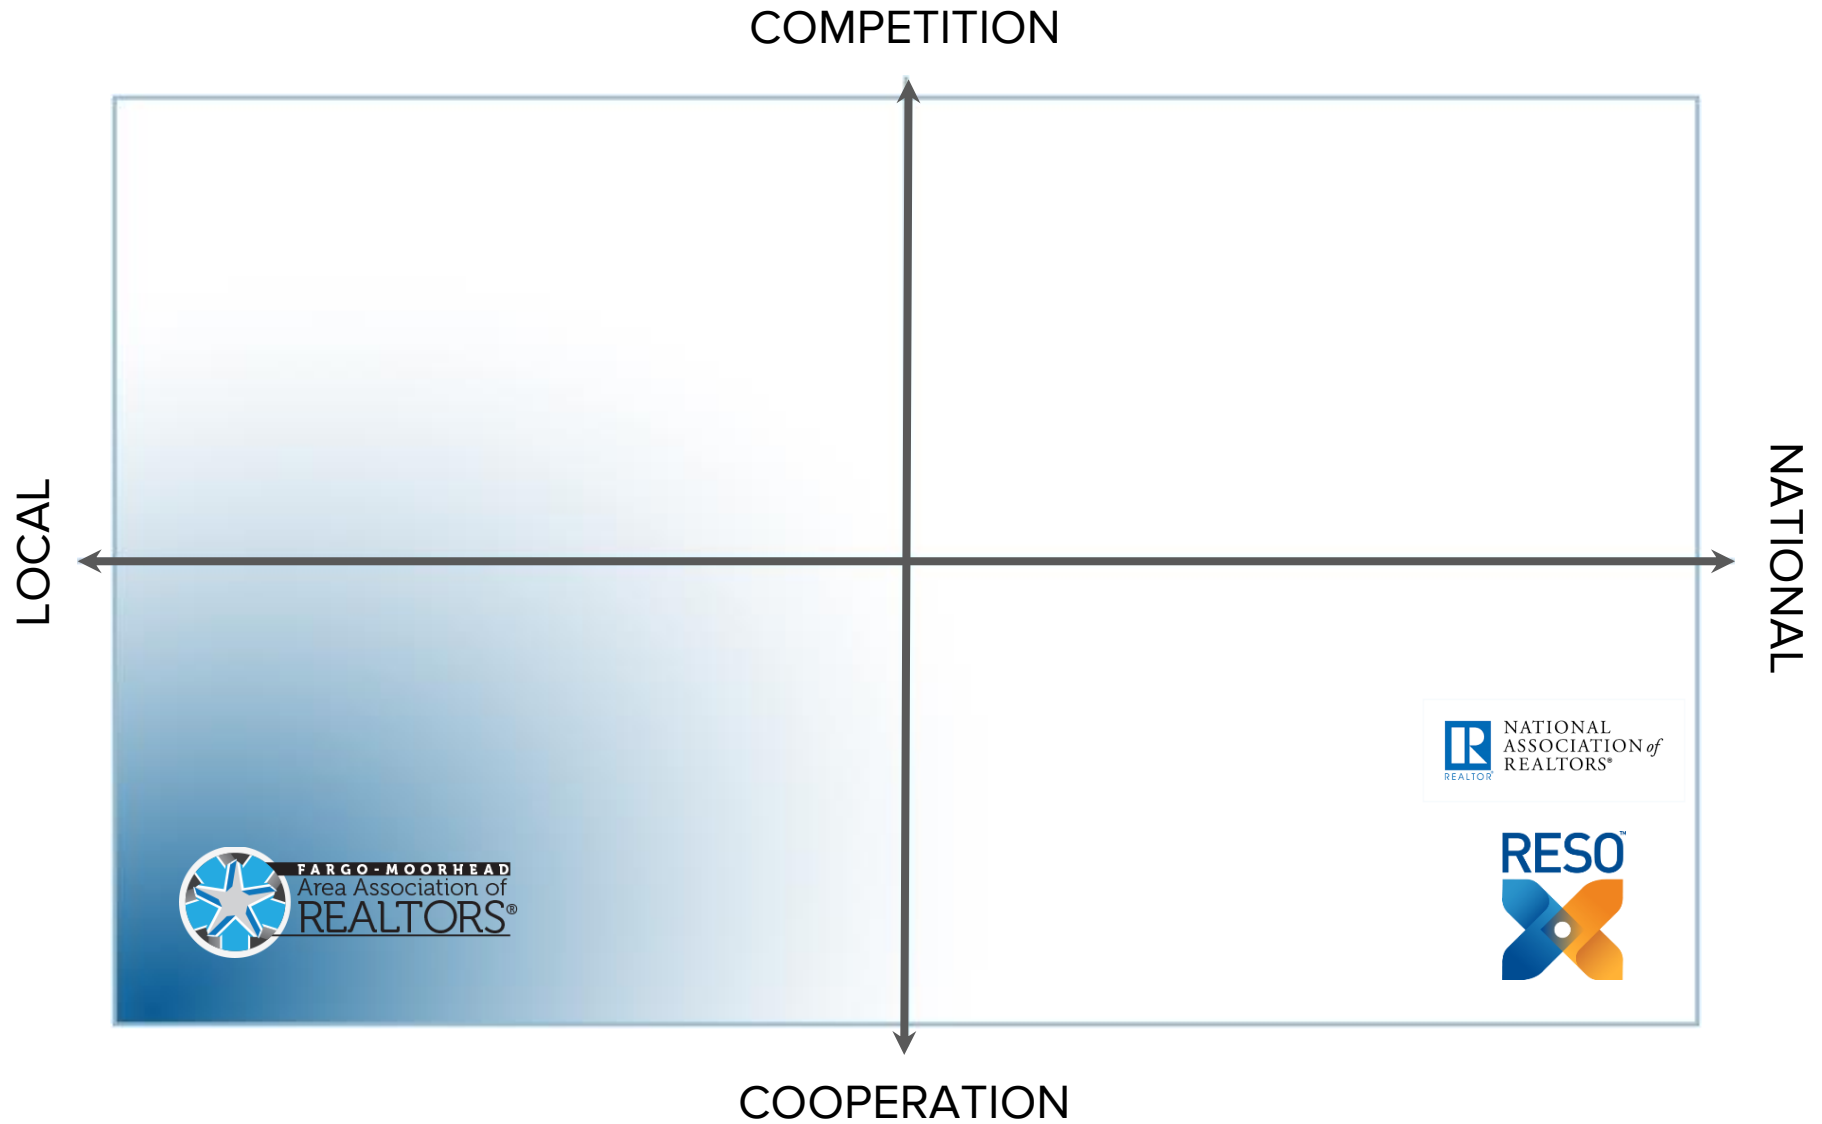 COMPETITION
LOCAL
NATIONAL
NATIONAL
ASSOCIATION of
REALTORS®
REALTOR®
RESO™
FARGO-MOORHEAD
Area Association of
REALTORS®
COOPERATION